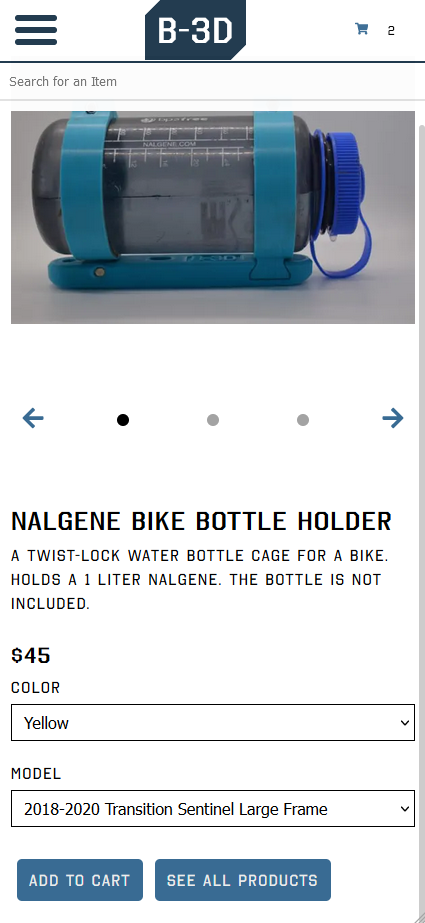 B-3D
2
Search for an Item
bpa free
NALGENE.COM
NALGENE BIKE BOTTLE HOLDER
A TWIST-LOCK WATER BOTTLE CAGE FOR A BIKE.
HOLDS A 1 LITER NALGENE. THE BOTTLE IS NOT
INCLUDED.
$45
COLOR
Yellow
MODEL
2018-2020 Transition Sentinel Large Frame
ADD TO CART
SEE ALL PRODUCTS